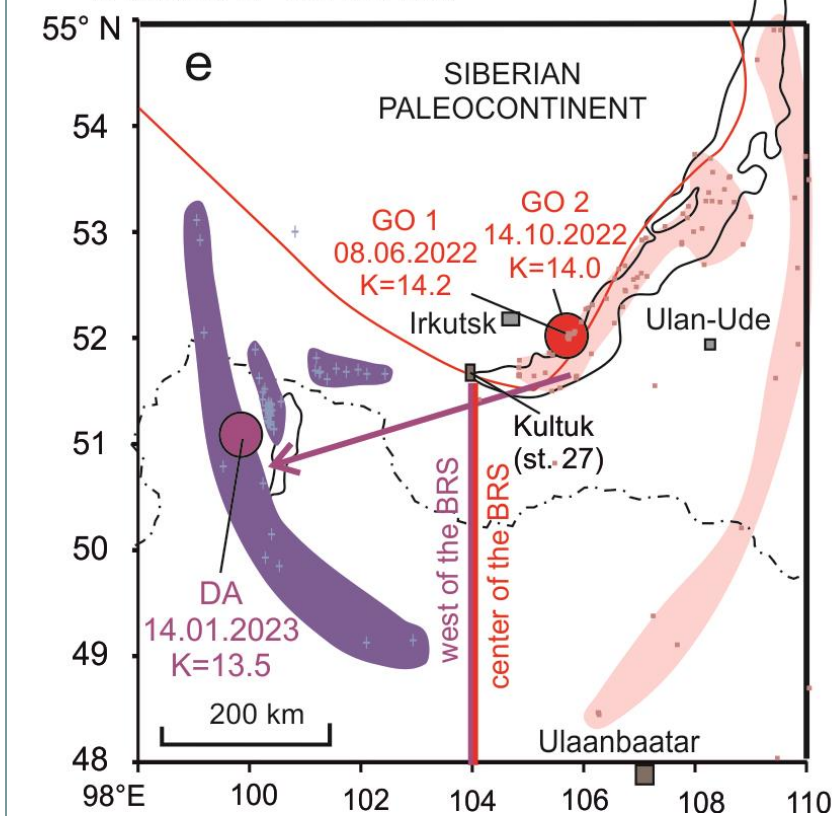 55° N
e
SIBERIAN
PALEOCONTINENT
54
GO 2
14.10.2022
K=14.0
GO 1
08.06.2022
K=14.2
53
52
Irkutsk
Ulan-Ude
51
Kultuk
(st. 27)
west of the BRS
center of the BRS
50
DA
14.01.2023
K=13.5
49
200 km
Ulaanbaatar
48
98°E
100
102
104
106
108
110